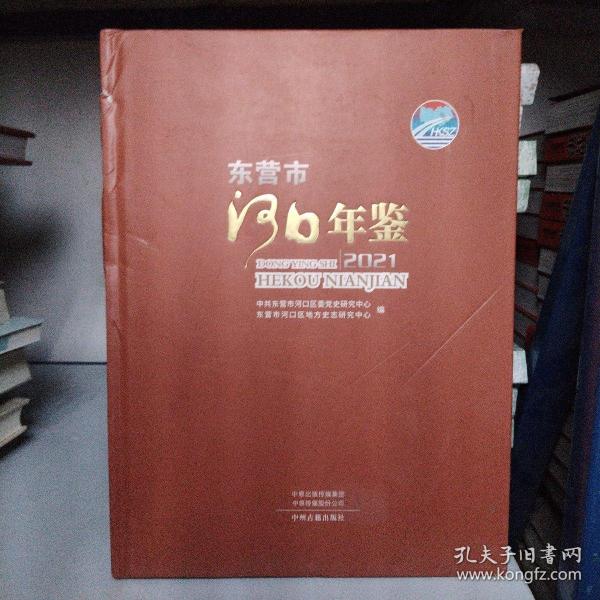 HKSZ
东营市
河口年鉴
DONG YING SHI
2021
HEKOU NIANJIAN
中共东营市河口区委党史研究中心
东营市河口区地方史志研究中心
编
中原出版传媒集团
中原传媒股份公司
中州古籍出版社
孔夫子旧书网
www.kongfz.com